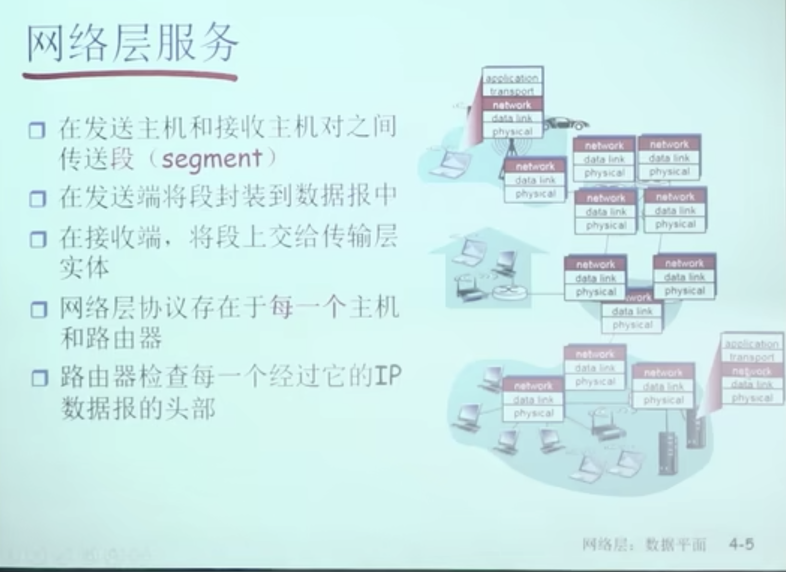 网络层服务
在发送主机和接收主机对之间
传送段（segment）
在发送端将段封装到数据报中
在接收端，将段上交给传输层
实体
网络层协议存在于每一个主机
和路由器
路由器检查每一个经过它的IP
数据报的头部
application
transport
network
data link
physical
network
data link
physical
network
data link
physical
network
data link
physical
network
data link
physical
network
data link
physical
network
data link
physical
network
data link
physical
data link
physical
application
transport
network
data link
physical
network
data link
physical
network
data link
physical
network
data link
physical
网络层：数据平面 4-5